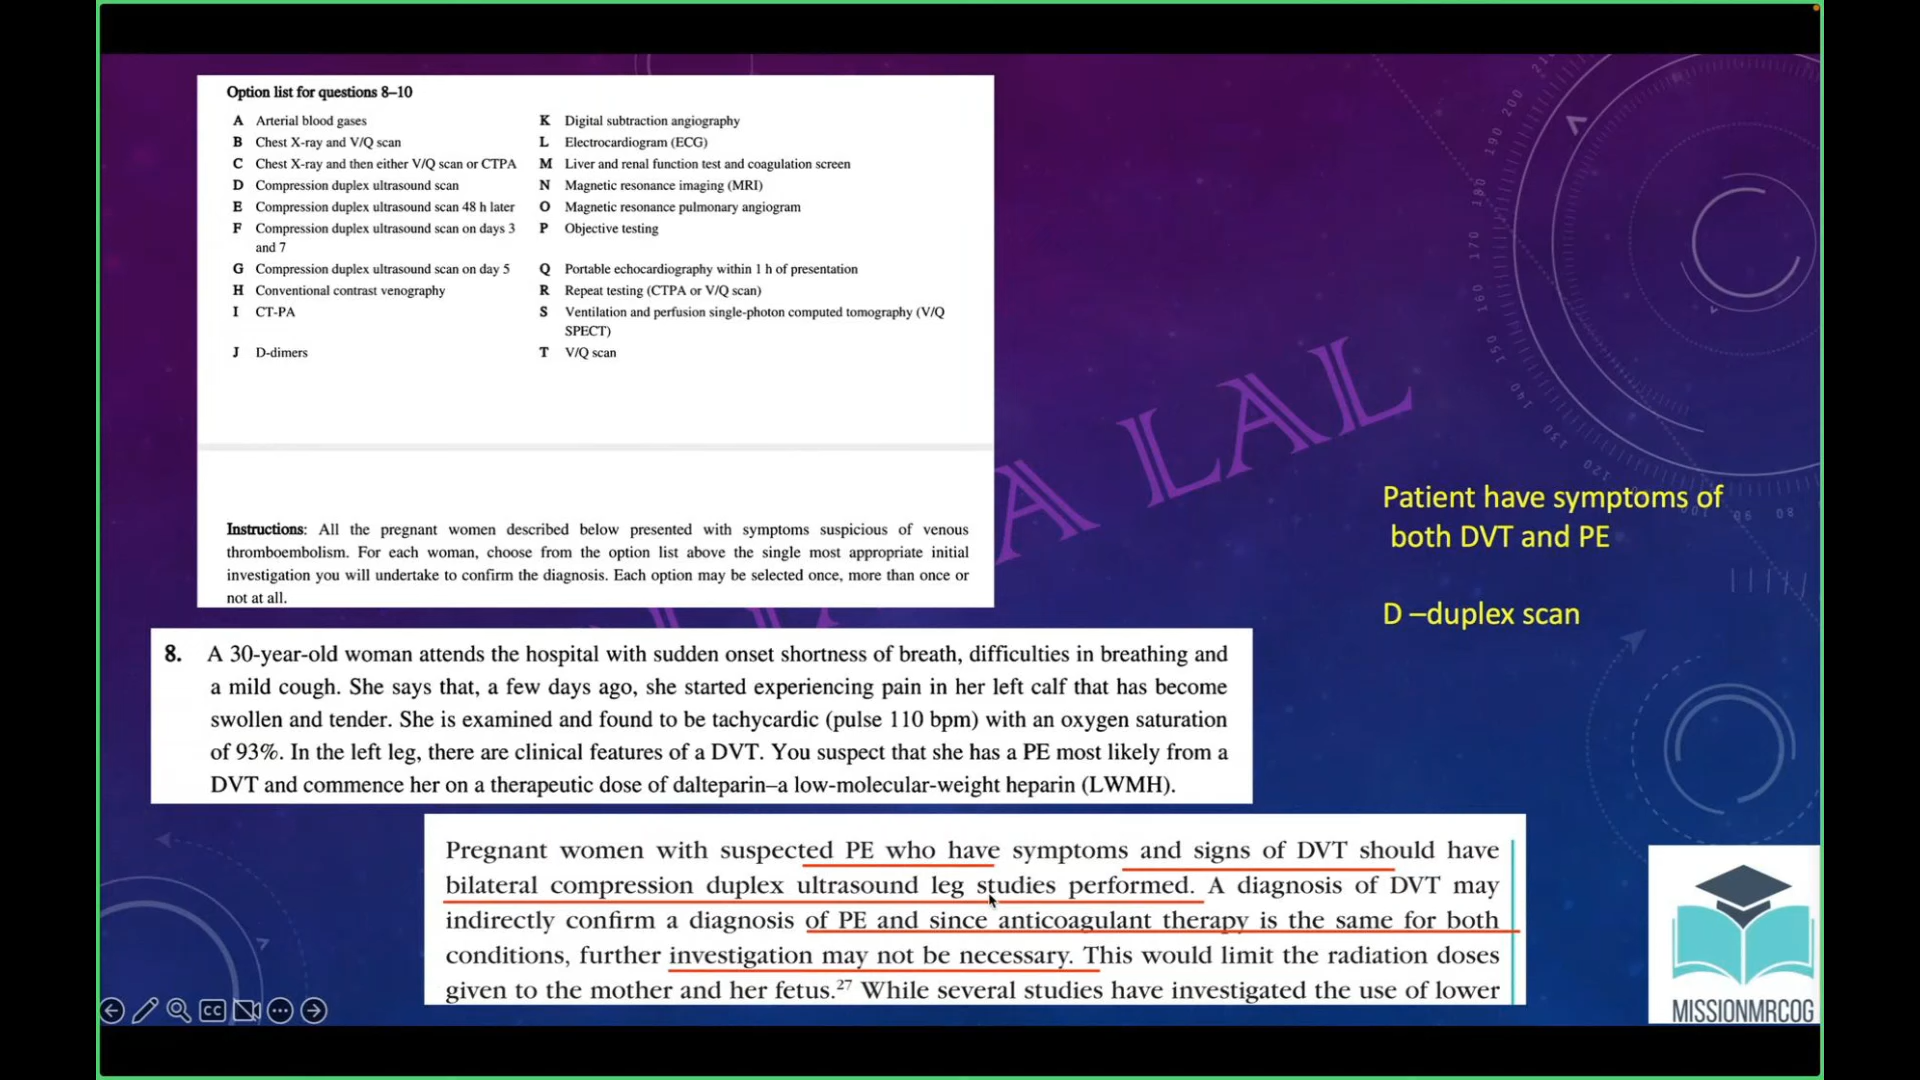 Option list for questions 8–10
A Arterial blood gases
B Chest X-ray and V/Q scan
C Chest X-ray and then either V/Q scan or CTPA
D Compression duplex ultrasound scan
E Compression duplex ultrasound scan 48 h later
F Compression duplex ultrasound scan on days 3
and 7
G Compression duplex ultrasound scan on day 5
H Conventional contrast venography
I CT-PA
J D-dimers
K Digital subtraction angiography
L Electrocardiogram (ECG)
M Liver and renal function test and coagulation screen
N Magnetic resonance imaging (MRI)
O Magnetic resonance pulmonary angiogram
P Objective testing
Q Portable echocardiography within 1 h of presentation
R Repeat testing (CTPA or V/Q scan)
S Ventilation and perfusion single-photon computed tomography (V/Q
SPECT)
T V/Q scan
Instructions: All the pregnant women described below presented with symptoms suspicious of venous
thromboembolism. For each woman, choose from the option list above the single most appropriate initial
investigation you will undertake to confirm the diagnosis. Each option may be selected once, more than once or
not at all.
A LAL
Patient have symptoms of
both DVT and PE
D –duplex scan
8. A 30-year-old woman attends the hospital with sudden onset shortness of breath, difficulties in breathing and
a mild cough. She says that, a few days ago, she started experiencing pain in her left calf that has become
swollen and tender. She is examined and found to be tachycardic (pulse 110 bpm) with an oxygen saturation
of 93%. In the left leg, there are clinical features of a DVT. You suspect that she has a PE most likely from a
DVT and commence her on a therapeutic dose of dalteparin–a low-molecular-weight heparin (LWMH).
Pregnant women with suspected PE who have symptoms and signs of DVT should have
bilateral compression duplex ultrasound leg studies performed. A diagnosis of DVT may
indirectly confirm a diagnosis of PE and since anticoagulant therapy is the same for both
conditions, further investigation may not be necessary. This would limit the radiation doses
given to the mother and her fetus.27 While several studies have investigated the use of lower
MISSIONMRCOG
CC
200
190
180
170
160
150
140
130
120